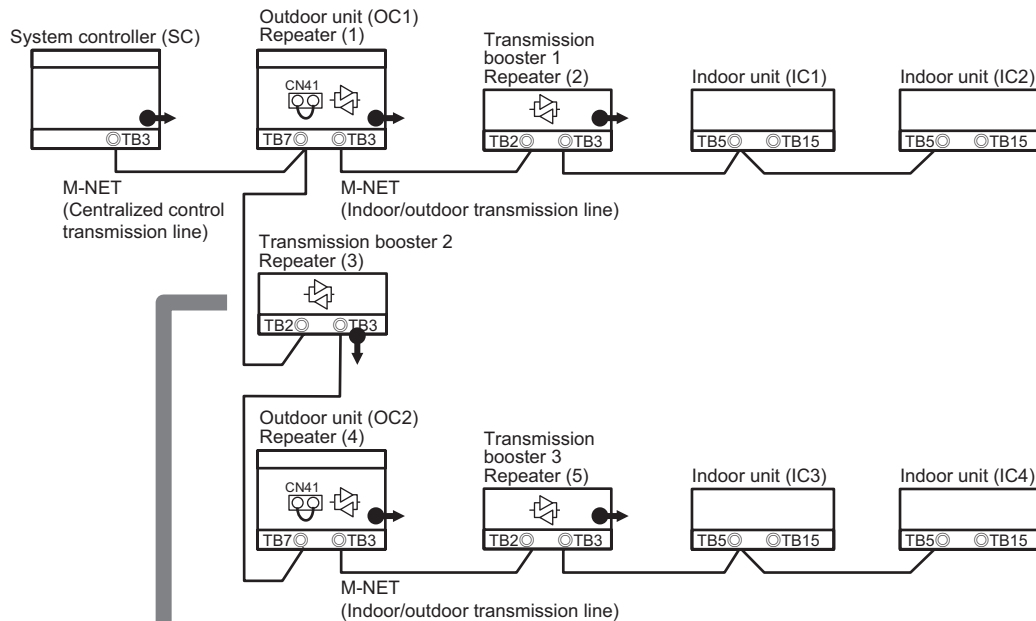 System controller (SC)
TB3
M-NET
(Centralized control
transmission line)
Outdoor unit (OC1)
Repeater (1)
CN41
TB7 TB3
M-NET
(Indoor/outdoor transmission line)
Transmission
booster 1
Repeater (2)
TB2 TB3
Indoor unit (IC1)
TB5 TB15
Indoor unit (IC2)
TB5 TB15
Transmission booster 2
Repeater (3)
TB2 TB3
Outdoor unit (OC2)
Repeater (4)
CN41
TB7 TB3
M-NET
(Indoor/outdoor transmission line)
Transmission
booster 3
Repeater (5)
TB2 TB3
Indoor unit (IC3)
TB5 TB15
Indoor unit (IC4)
TB5 TB15